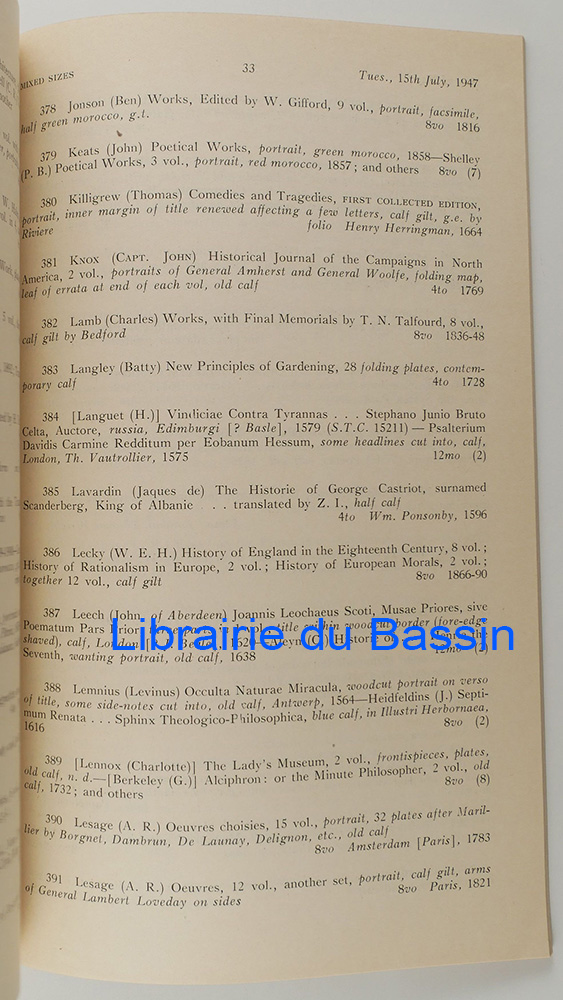 MIXED SIZES
33
Tues., 15th July, 1947
378 Jonson (Ben) Works, Edited by W. Gifford, 9 vol., portrait, facsimile,
half green morocco, g.t. 8vo 1816
379 Keats (John) Poetical Works, portrait, green morocco, 1858—Shelley
(P. B.) Poetical Works, 3 vol., portrait, red morocco, 1857; and others 8vo (7)
380 Killigrew (Thomas) Comedies and Tragedies, FIRST COLLECTED EDITION,
portrait, inner margin of title renewed affecting a few letters, calf gilt, g.e. by
Riviere folio Henry Herringman, 1664
381 KNOX (CAPT. JOHN) Historical Journal of the Campaigns in North
America, 2 vol., portraits of General Amherst and General Woolfe, folding map,
leaf of errata at end of each vol, old calf 4to 1769
382 Lamb (Charles) Works, with Final Memorials by T. N. Talfourd, 8 vol.,
calf gilt by Bedford 8vo 1836-48
383 Langley (Batty) New Principles of Gardening, 28 folding plates, contem-
porary calf 4to 1728
384 [Languet (H.)] Vindiciae Contra Tyrannas . . . Stephano Junio Bruto
Celta, Auctore, russia, Edimburgi [? Basle], 1579 (S.T.C. 15211) — Psalterium
Davidis Carmine Redditum per Eobanum Hessum, some headlines cut into, calf,
London, Th. Vautrollier, 1575 12mo (2)
385 Lavardin (Jaques de) The Historie of George Castriot, surnamed
Scanderberg, King of Albanie . . translated by Z. I., half calf
4to Wm. Ponsonby, 1596
386 Lecky (W. E. H.) History of England in the Eighteenth Century, 8 vol.;
History of Rationalism in Europe, 2 vol.; History of European Morals, 2 vol.;
together 12 vol., calf gilt 8vo 1866-90
387 Leech (John, of Aberdeen) Joannis Leochaeus Scoti, Musae Priores, sive
Poematum Pars Prior title within woodcut border (fore-edge
shaved), calf, London 1620—Aleyn (C.) Historie of Henry the
Seventh, wanting portrait, old calf, 1638 12mo (2)
Librairie du Bassin
388 Lemnius (Levinus) Occulta Naturae Miracula, woodcut portrait on verso
of title, some side-notes cut into, old calf, Antwerp, 1564—Heidfeldins (J.) Septi-
mum Renata . . . Sphinx Theologico-Philosophica, blue calf, in Illustri Herbornaea,
1616 8vo (2)
389 [Lennox (Charlotte)] The Lady's Museum, 2 vol., frontispieces, plates,
old calf, n. d.—[Berkeley (G.)] Alciphron: or the Minute Philosopher, 2 vol., old
calf, 1732; and others 8vo (8)
390 Lesage (A. R.) Oeuvres choisies, 15 vol., portrait, 32 plates after Maril-
lier by Borgnet, Dambrun, De Launay, Delignon, etc., old calf
8vo Amsterdam [Paris], 1783
391 Lesage (A. R.) Oeuvres, 12 vol., another set, portrait, calf gilt, arms
of General Lambert Loveday on sides 8vo Paris, 1821